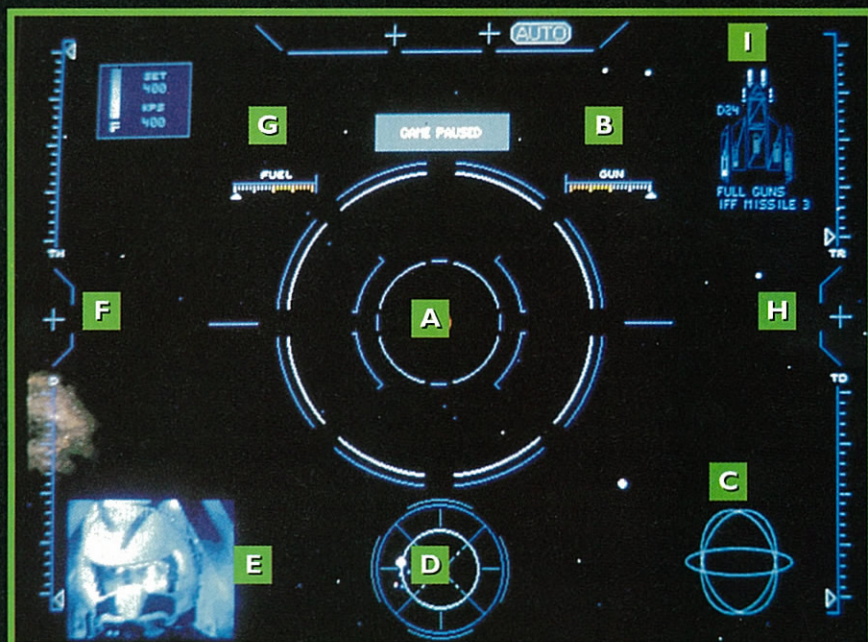 AUTO
I
SET
400
KPS
400
F
G
GAME PAUSED
B
D24
FUEL
GUN
FULL GUNS
IFF MISSILE 3
TH
TR
F
A
H
TD
C
E
D